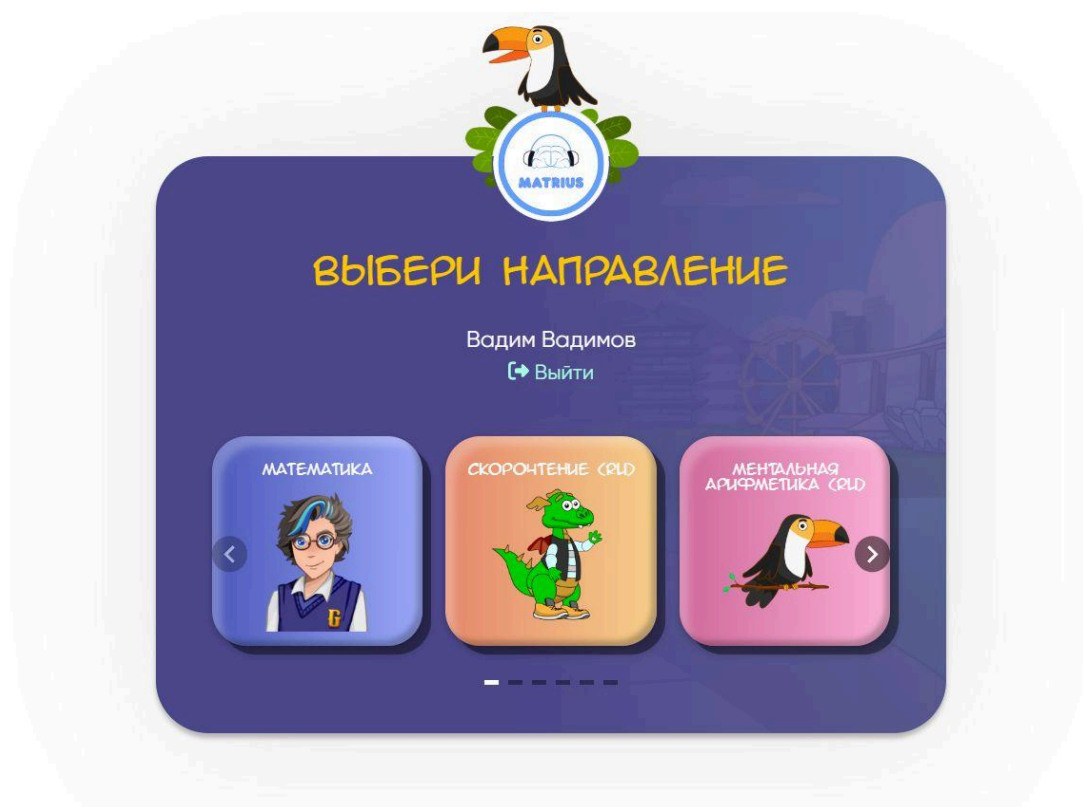 MATRIUS
ВЫБЕРИ НАПРАВЛЕНИЕ
Вадим Вадимов
Выйти
МАТЕМАТИКА
СКОРОЧТЕНИЕ (RU)
МЕНТАЛЬНАЯ
АРИФМЕТИКА (RU)
G